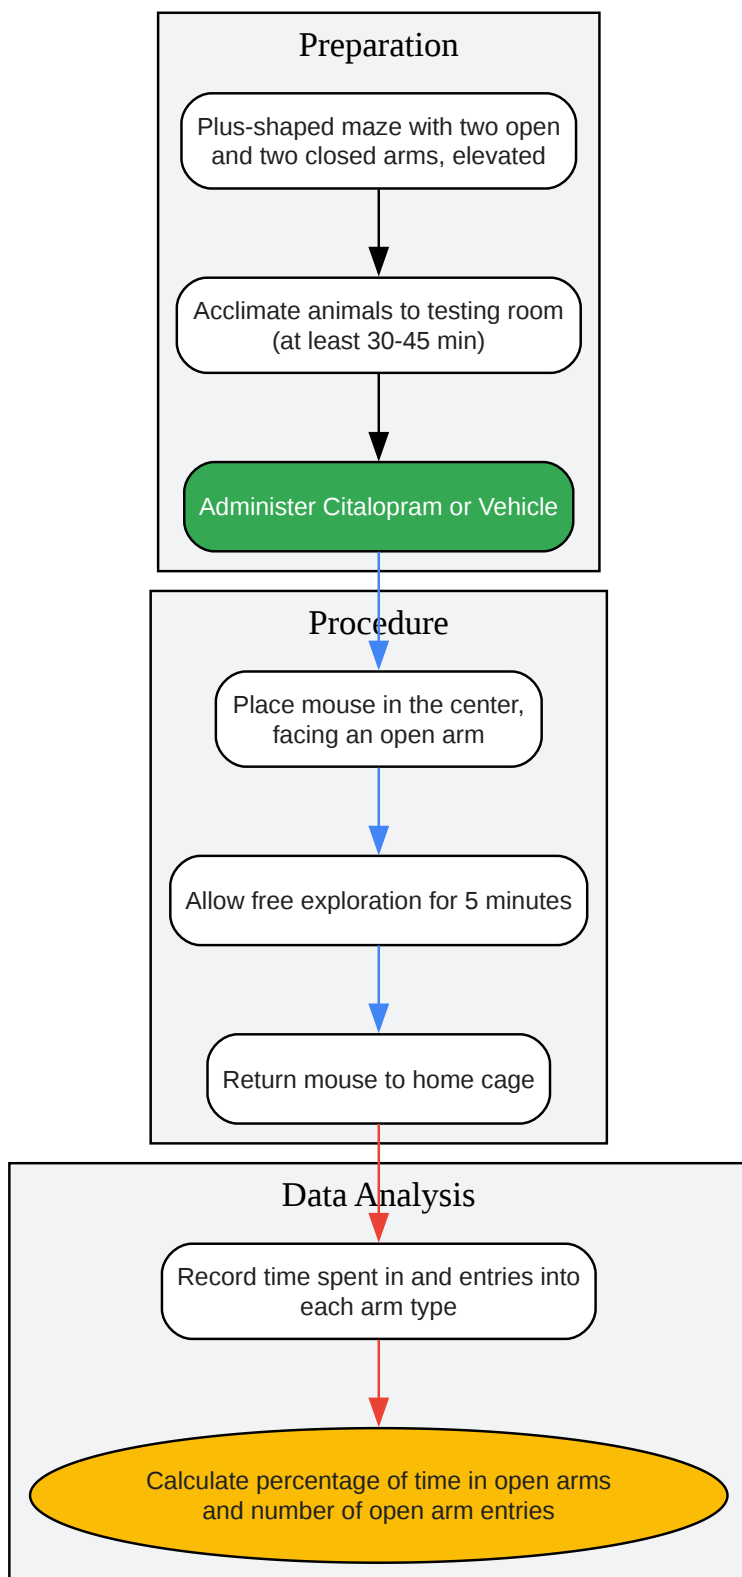 Preparation
Plus-shaped maze with two open
and two closed arms, elevated
Acclimate animals to testing room
(at least 30-45 min)
Administer Citalopram or Vehicle
Procedure
Place mouse in the center,
facing an open arm
Allow free exploration for 5 minutes
Return mouse to home cage
Data Analysis
Record time spent in and entries into
each arm type
Calculate percentage of time in open arms
and number of open arm entries